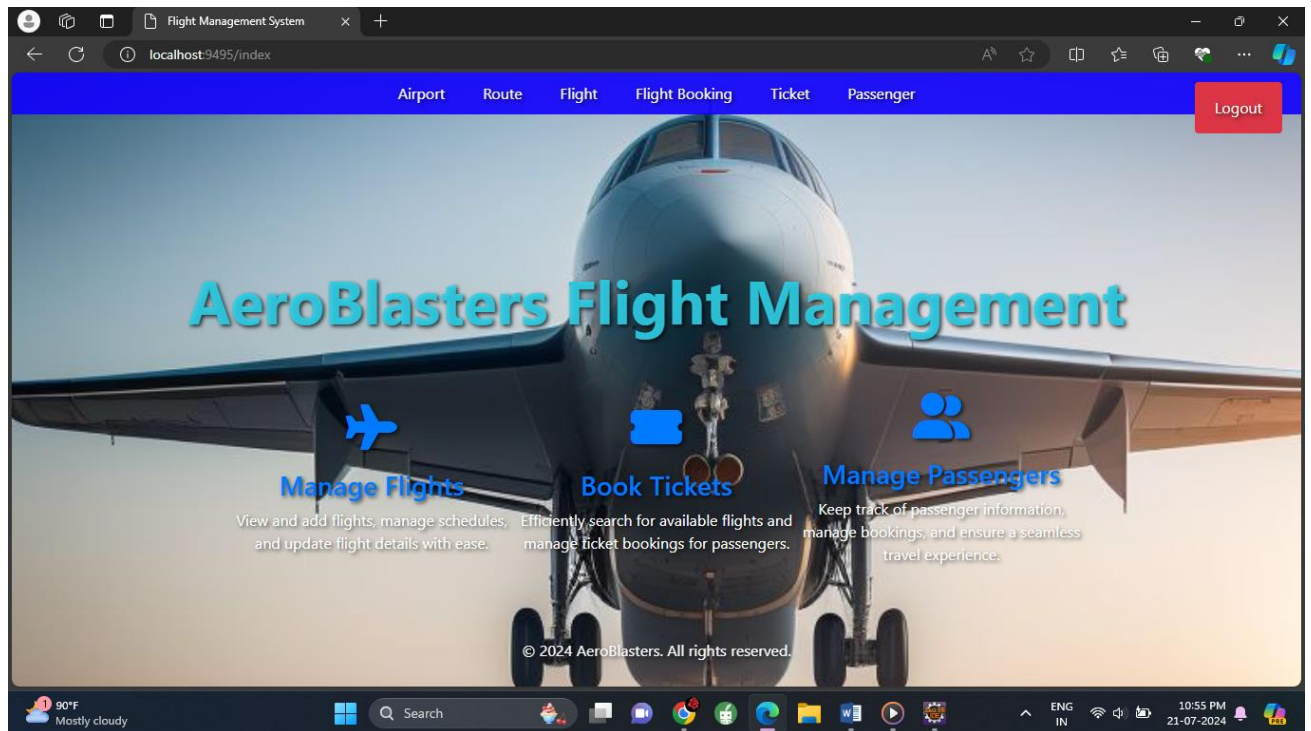 Flight Management System
localhost:9495/index
Airport Route Flight Flight Booking Ticket Passenger
Logout
AeroBlasters Flight Management
Manage Flights
View and add flights, manage schedules,
and update flight details with ease.
Book Tickets
Efficiently search for available flights and
manage ticket bookings for passengers.
Manage Passengers
Keep track of passenger information,
manage bookings, and ensure a seamless
travel experience.
© 2024 AeroBlasters. All rights reserved.
1
90°F
Mostly cloudy
Search
ENG
IN
10:55 PM
21-07-2024
PRE